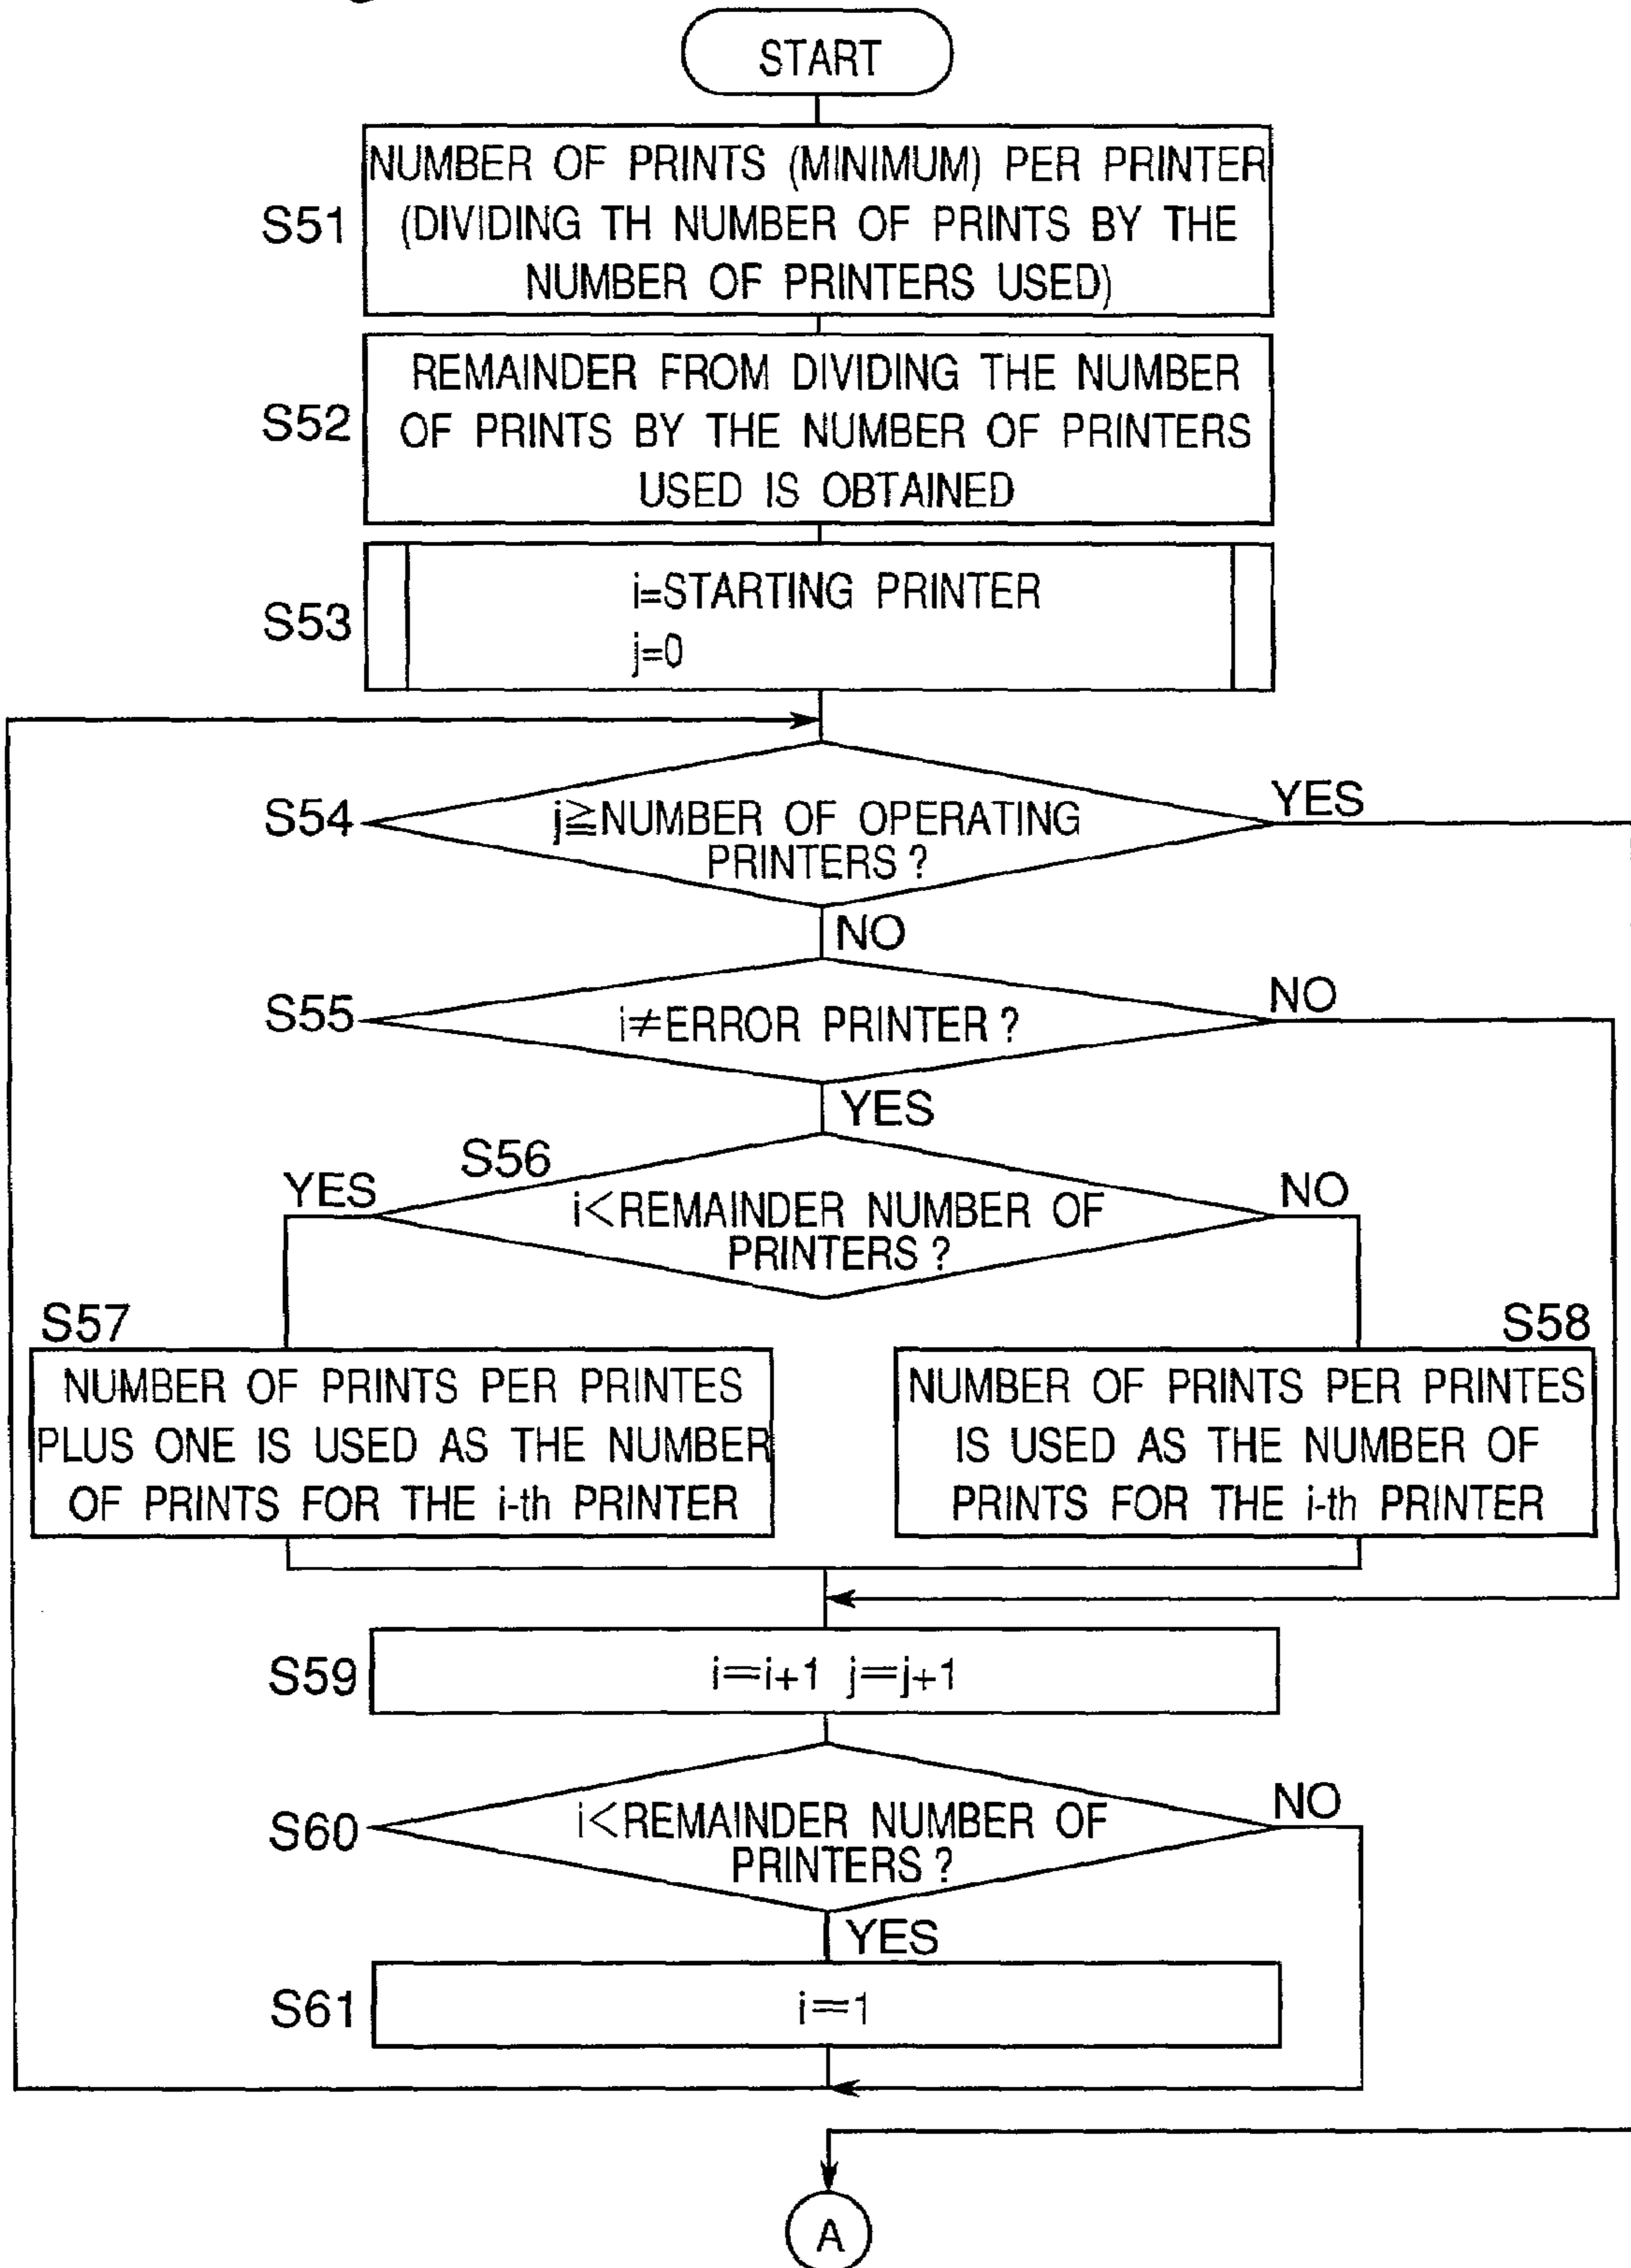 START
NUMBER OF PRINTS (MINIMUM) PER PRINTER
S51
(DIVIDING TH NUMBER OF PRINTS BY THE
NUMBER OF PRINTERS USED)
REMAINDER FROM DIVIDING THE NUMBER
S52
OF PRINTS BY THE NUMBER OF PRINTERS
USED IS OBTAINED
S53
i=STARTING PRINTER
j=0
S54
j≧NUMBER OF OPERATING
PRINTERS ?
YES
NO
S55
i≠ERROR PRINTER ?
NO
YES
S56
YES
i<REMAINDER NUMBER OF
PRINTERS ?
NO
S57
NUMBER OF PRINTS PER PRINTES
PLUS ONE IS USED AS THE NUMBER
OF PRINTS FOR THE i-th PRINTER
S58
NUMBER OF PRINTS PER PRINTES
IS USED AS THE NUMBER OF
PRINTS FOR THE i-th PRINTER
S59
i=i+1 j=j+1
S60
i<REMAINDER NUMBER OF
PRINTERS ?
NO
YES
S61
i=1
A